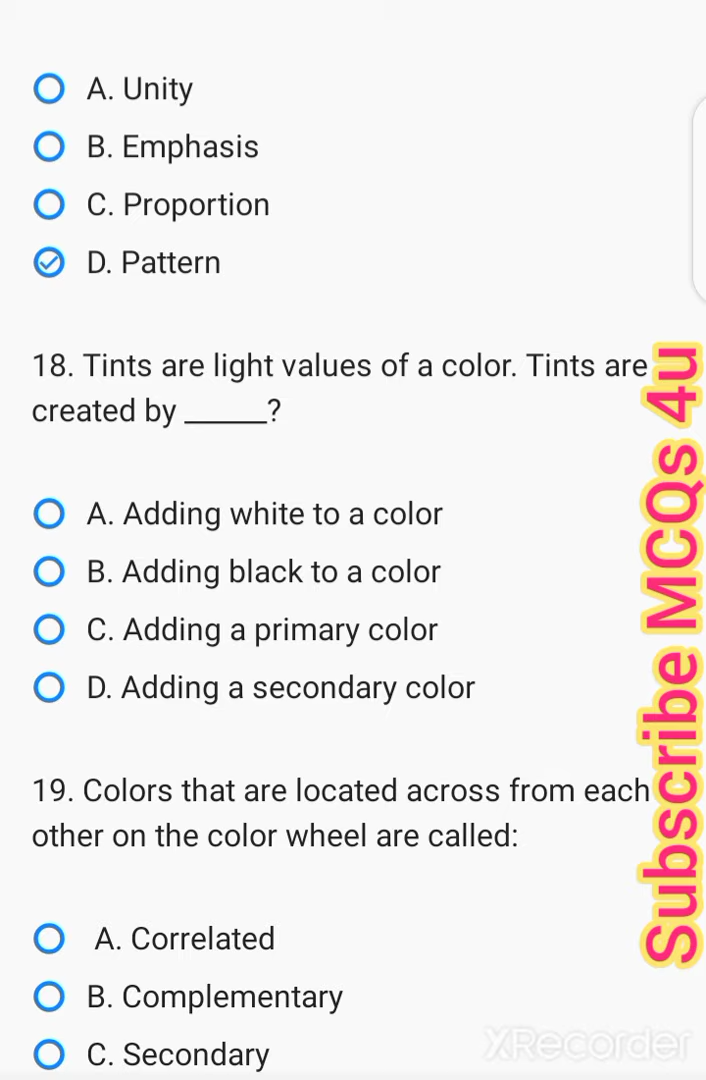 A. Unity
B. Emphasis
C. Proportion
D. Pattern
18. Tints are light values of a color. Tints are
created by _____?
A. Adding white to a color
B. Adding black to a color
C. Adding a primary color
D. Adding a secondary color
19. Colors that are located across from each
other on the color wheel are called:
A. Correlated
B. Complementary
C. Secondary
Subscribe MCQs 4u
XRecorder